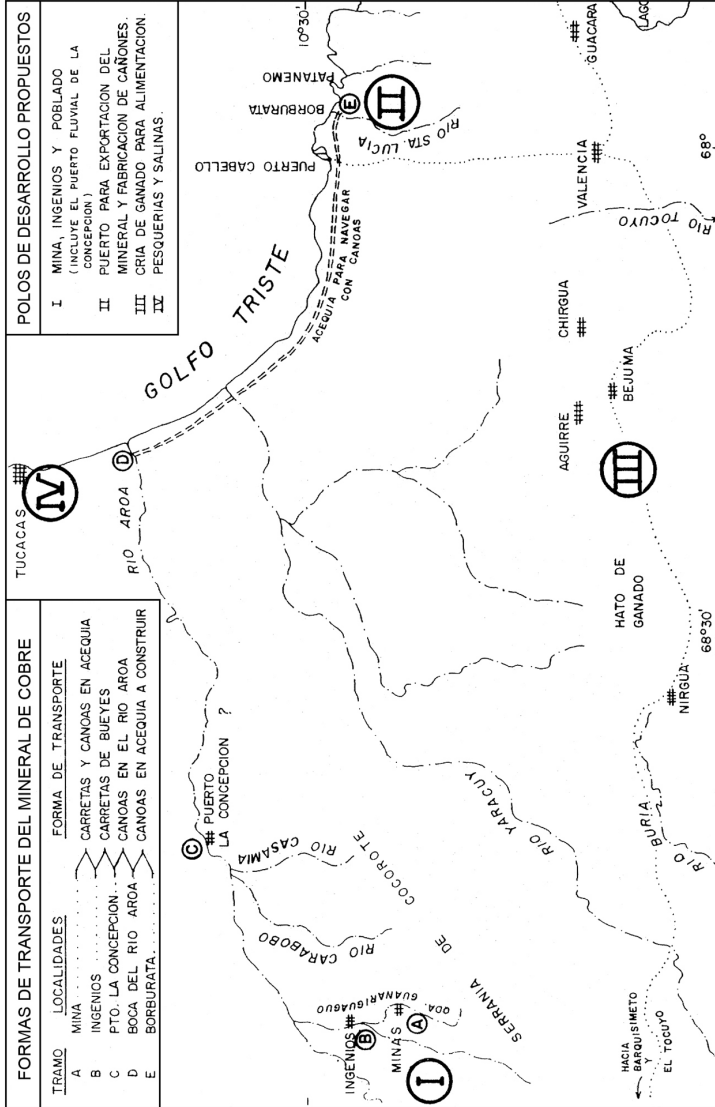 FORMAS DE TRANSPORTE DEL MINERAL DE COBRE
TRAMO LOCALIDADES FORMA DE TRANSPORTE
A MINA.......... CARRETAS Y CANOAS EN ACEQUIA
B INGENIOS.......... CARRETAS DE BUEYES
C PTO. LA CONCEPCION... CANOAS EN EL RIO AROA
D BOCA DEL RIO AROA CANOAS EN ACEQUIA A CONSTRUIR
E BORBURATA.........
POLOS DE DESARROLLO PROPUESTOS
I MINA, INGENIOS Y POBLADO
(INCLUYE EL PUERTO FLUVIAL DE LA
CONCEPCION)
II PUERTO PARA EXPORTACION DEL
MINERAL Y FABRICACION DE CAÑONES.
III CRIA DE GANADO PARA ALIMENTACION.
IV PESQUERIAS Y SALINAS.
TUCACAS
IV
GOLFO TRISTE
D
RIO AROA
C
PUERTO
LA CONCEPCION ?
RIO CASAMIA
RIO CARABOBO
SERRANIA DE COCOROTE
QDA. GUANARIGUAGUO
INGENIOS
B
MINAS
A
I
ACEQUIA PARA NAVEGAR
CON CANOAS
PUERTO CABELLO
BORBURATA
PATANEMO
10°30'
E
II
RIO STA. LUCIA
RIO YARACUY
AGUIRRE
CHIRGUA
VALENCIA
GUACARA
LAGO
BEJUMA
III
HATO DE
GANADO
NIRGUA
RIO BURIA
RIO TOCUYO
HACIA
BARQUISIMETO
Y
EL TOCUYO
68°30'
68°